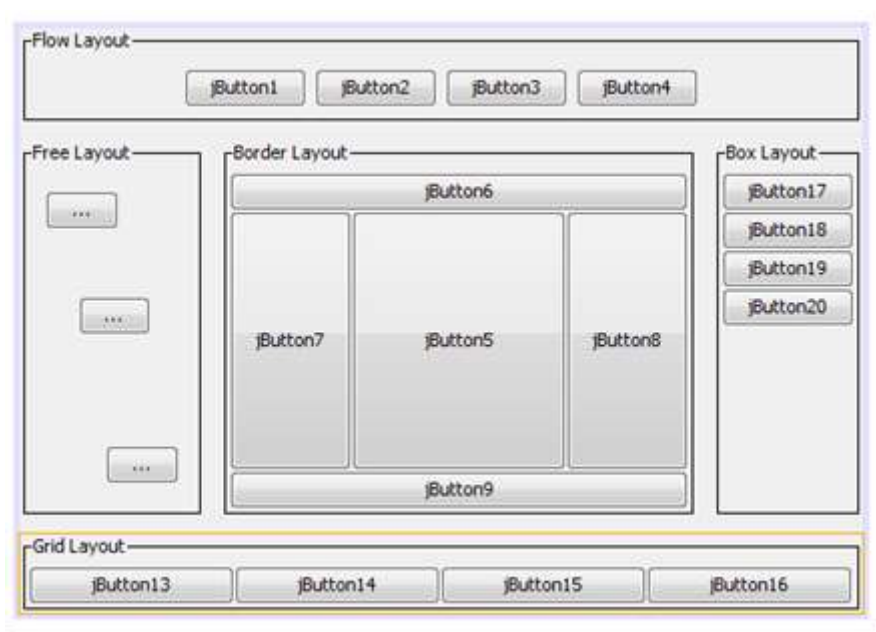 Flow Layout
jButton1 jButton2 jButton3 jButton4
Free Layout
...
...
...
Border Layout
jButton6
jButton7 jButton5 jButton8
jButton9
Box Layout
jButton17
jButton18
jButton19
jButton20
Grid Layout
jButton13 jButton14 jButton15 jButton16